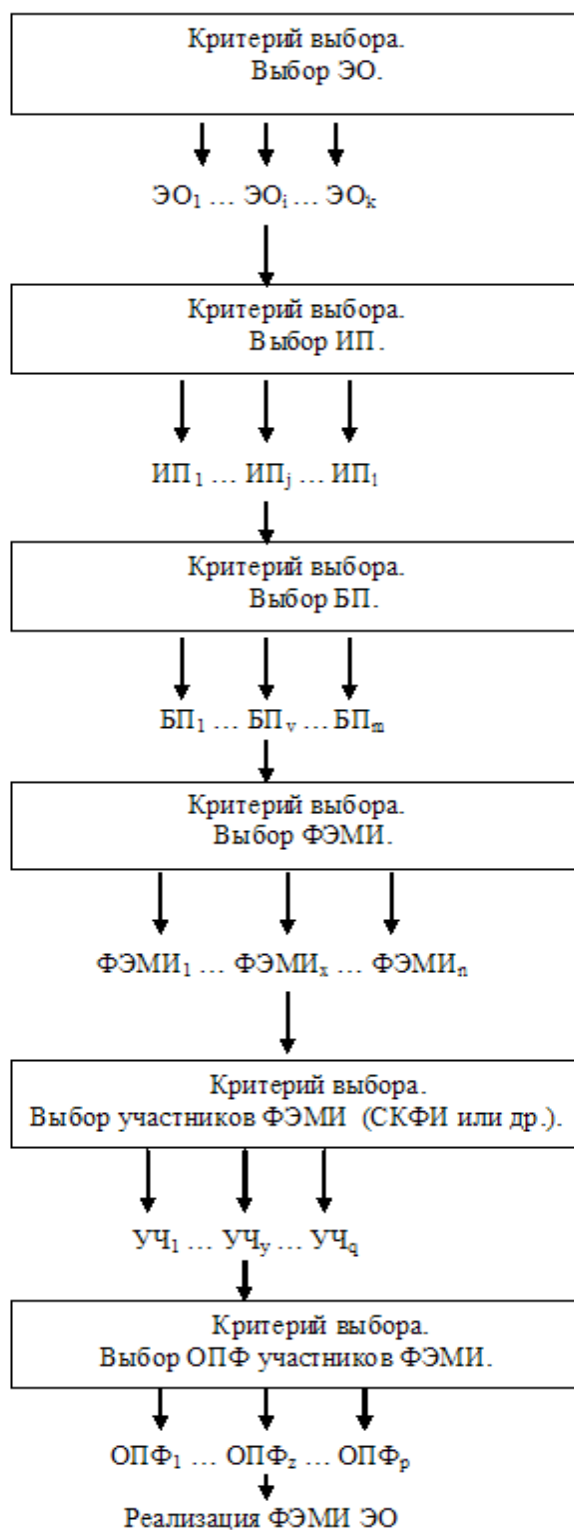 Критерий выбора.
Выбор ЭО.
ЭО₁ … ЭОᵢ … ЭОₖ
Критерий выбора.
Выбор ИП.
ИП₁ … ИПⱼ … ИПₗ
Критерий выбора.
Выбор БП.
БП₁ … БПᵥ … БПₘ
Критерий выбора.
Выбор ФЭМИ.
ФЭМИ₁ … ФЭМИₓ … ФЭМИₙ
Критерий выбора.
Выбор участников ФЭМИ (СКФИ или др.).
УЧ₁ … УЧy … УЧq
Критерий выбора.
Выбор ОПФ участников ФЭМИ.
ОПФ₁ … ОПФz … ОПФₚ
Реализация ФЭМИ ЭО